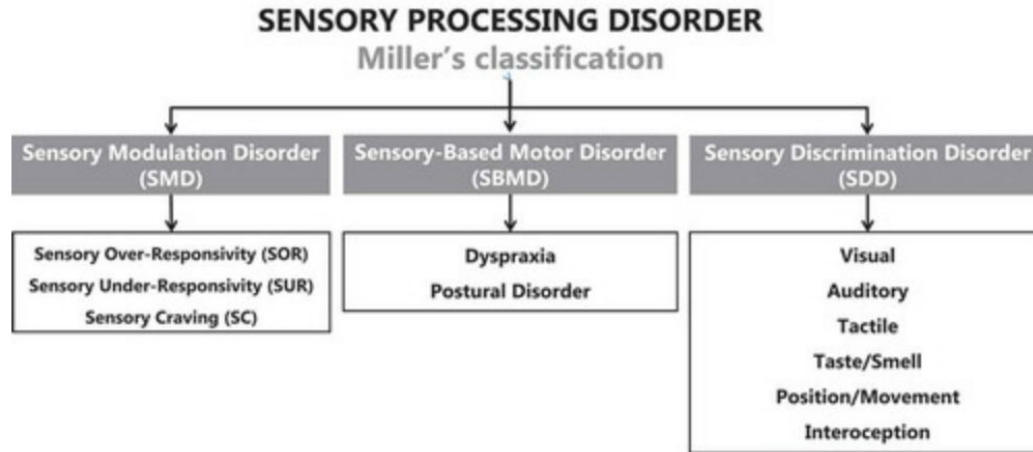 SENSORY PROCESSING DISORDER
Miller's classification
Sensory Modulation Disorder
(SMD)
Sensory Over-Responsivity (SOR)
Sensory Under-Responsivity (SUR)
Sensory Craving (SC)
Sensory-Based Motor Disorder
(SBMD)
Dyspraxia
Postural Disorder
Sensory Discrimination Disorder
(SDD)
Visual
Auditory
Tactile
Taste/Smell
Position/Movement
Interoception